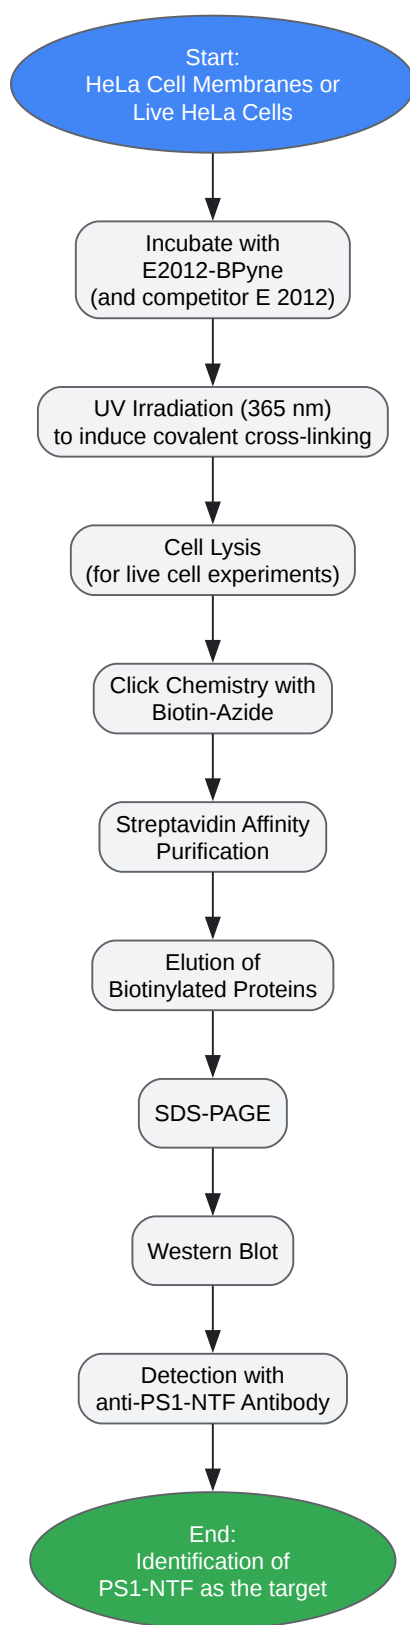 Start:
HeLa Cell Membranes or
Live HeLa Cells
Incubate with
E2012-BPyne
(and competitor E 2012)
UV Irradiation (365 nm)
to induce covalent cross-linking
Cell Lysis
(for live cell experiments)
Click Chemistry with
Biotin-Azide
Streptavidin Affinity
Purification
Elution of
Biotinylated Proteins
SDS-PAGE
Western Blot
Detection with
anti-PS1-NTF Antibody
End:
Identification of
PS1-NTF as the target